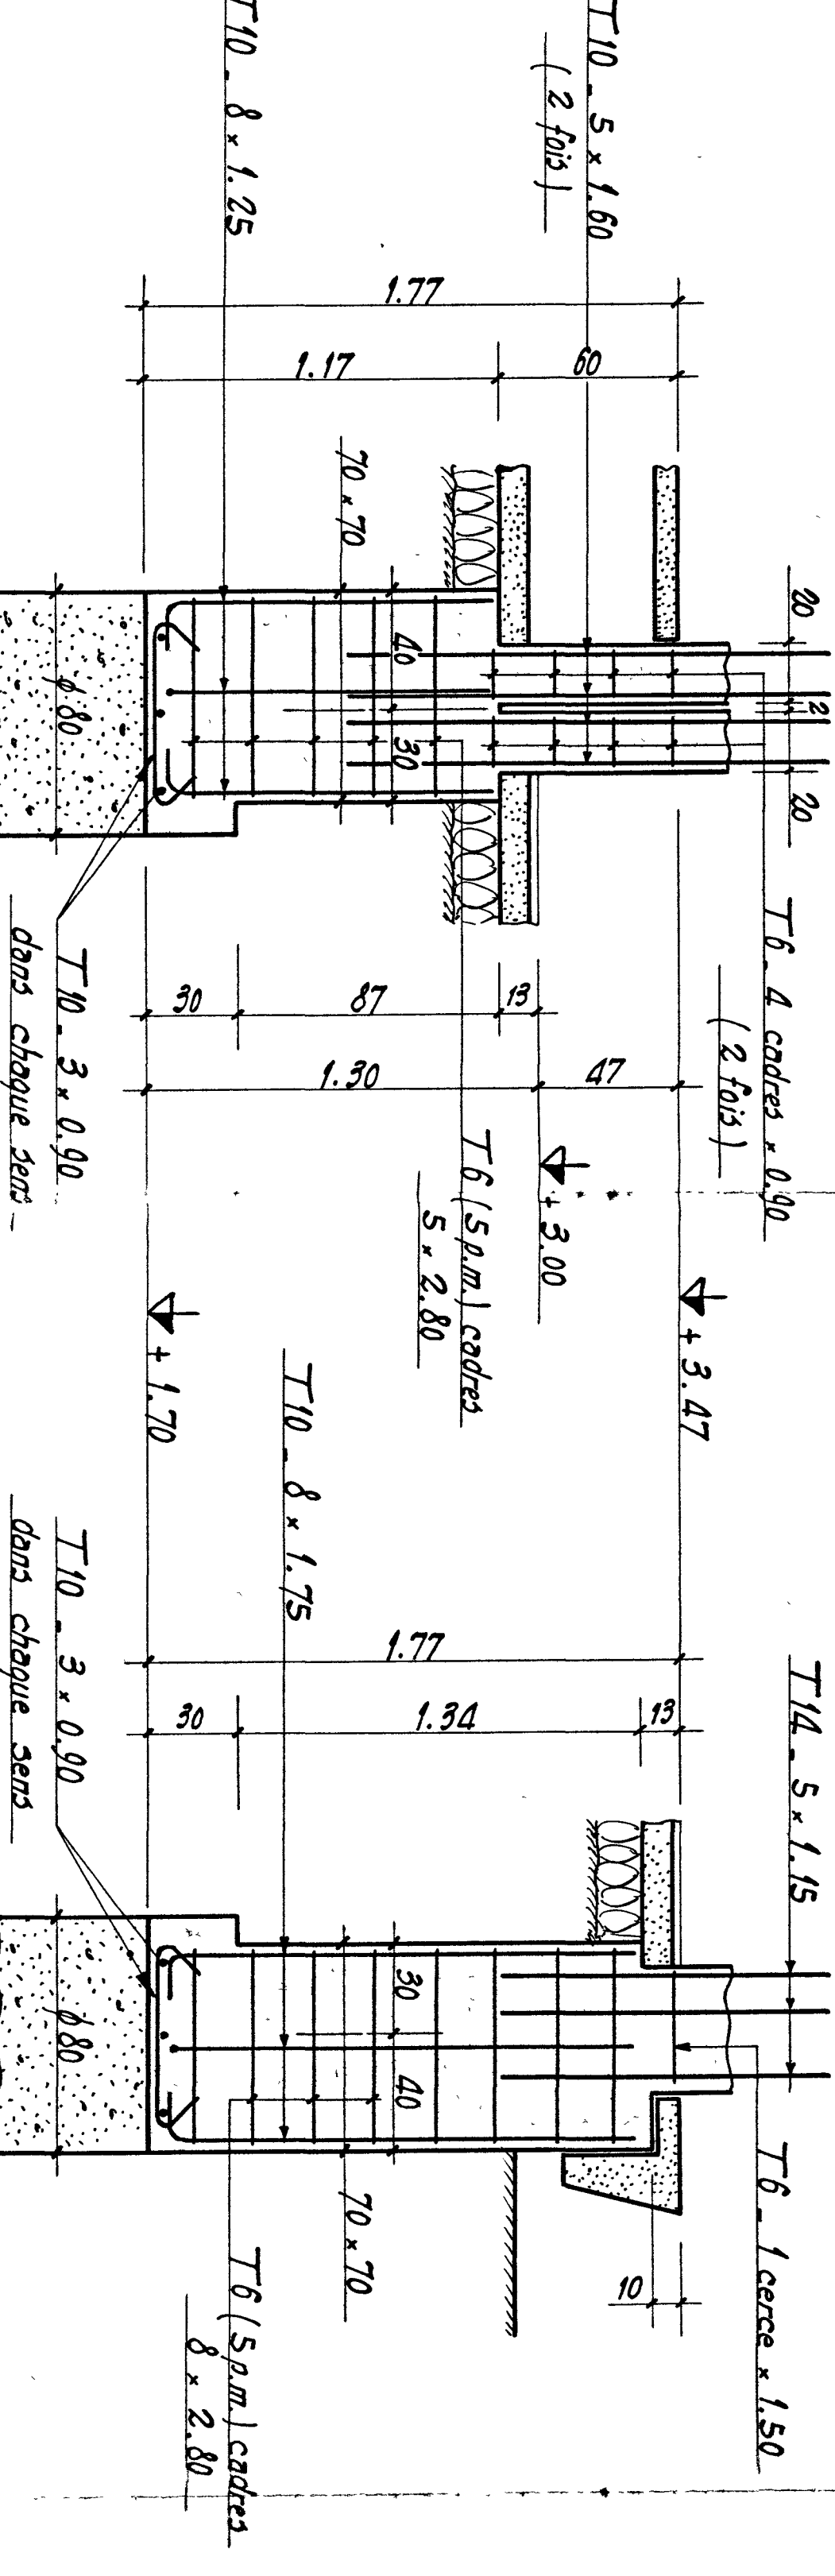 T10 - 5 × 1.60
(2 fois)
T10 - 8 × 1.25
1.77
1.17
60
70 × 70
40
30
20
2
20
φ 80
T6 - 4 cadres × 0.90
(2 fois)
30
87
13
1.30
47
T10 - 3 × 0.90
dans chaque sens -
T6 (5 p.m.) cadres
5 × 2.80
+ 3.00
+ 3.47
+ 1.70
T10 - 8 × 1.75
T10 - 3 × 0.90
dans chaque sens
1.77
30
1.34
13
T14 - 5 × 1.15
30
40
φ 80
70 × 70
10
T6 - 1 cerce × 1.50
T6 (5 p.m.) cadres
8 × 2.80